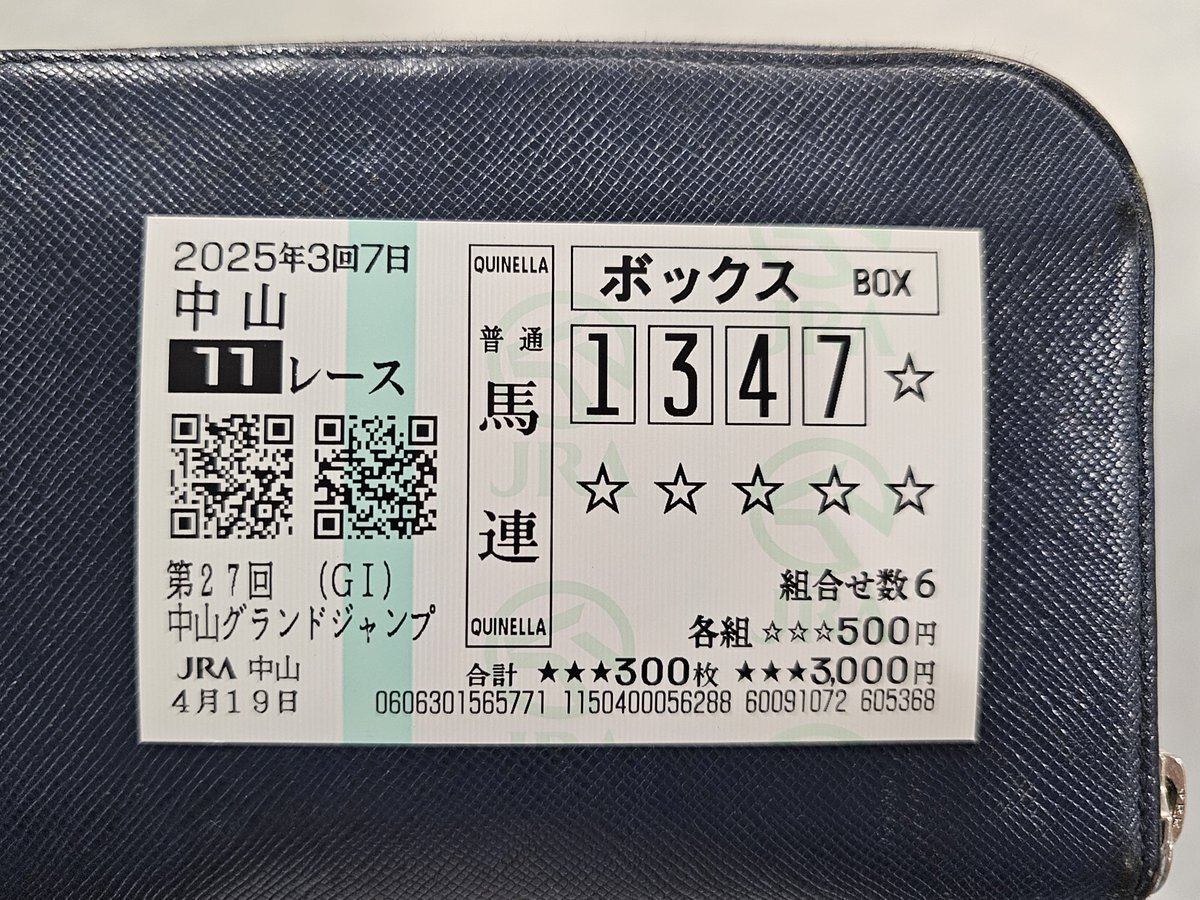 2025年3回7日
中山
11レース
第27回 (GI)
中山グランドジャンプ
JRA 中山
4月19日
QUINELLA
普通
馬連
QUINELLA
ボックス BOX
1 3 4 7 ☆
☆ ☆ ☆ ☆ ☆
組合せ数6
各組 ☆☆☆500円
合計 ★★★300枚 ★★★3,000円
0606301565771 1150400056288 60091072 605368
JRA
JRA